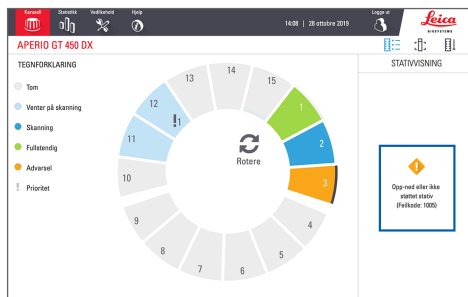 Karusell
Statistikk
Vedlikehold
Hjelp
14:08 | 28 ottobre 2019
Logge ut
Leica
BIOSYSTEMS
APERIO GT 450 DX
TEGNFORKLARING
STATIVVISNING
Tom
Venter på skanning
Skanning
Fullstendig
Advarsel
! Prioritet
14
13
15
12
!1
1
11
2
Rotere
10
3
9
4
8
5
7
6
Opp-ned eller ikke
støttet stativ
(Feilkode: 1005)